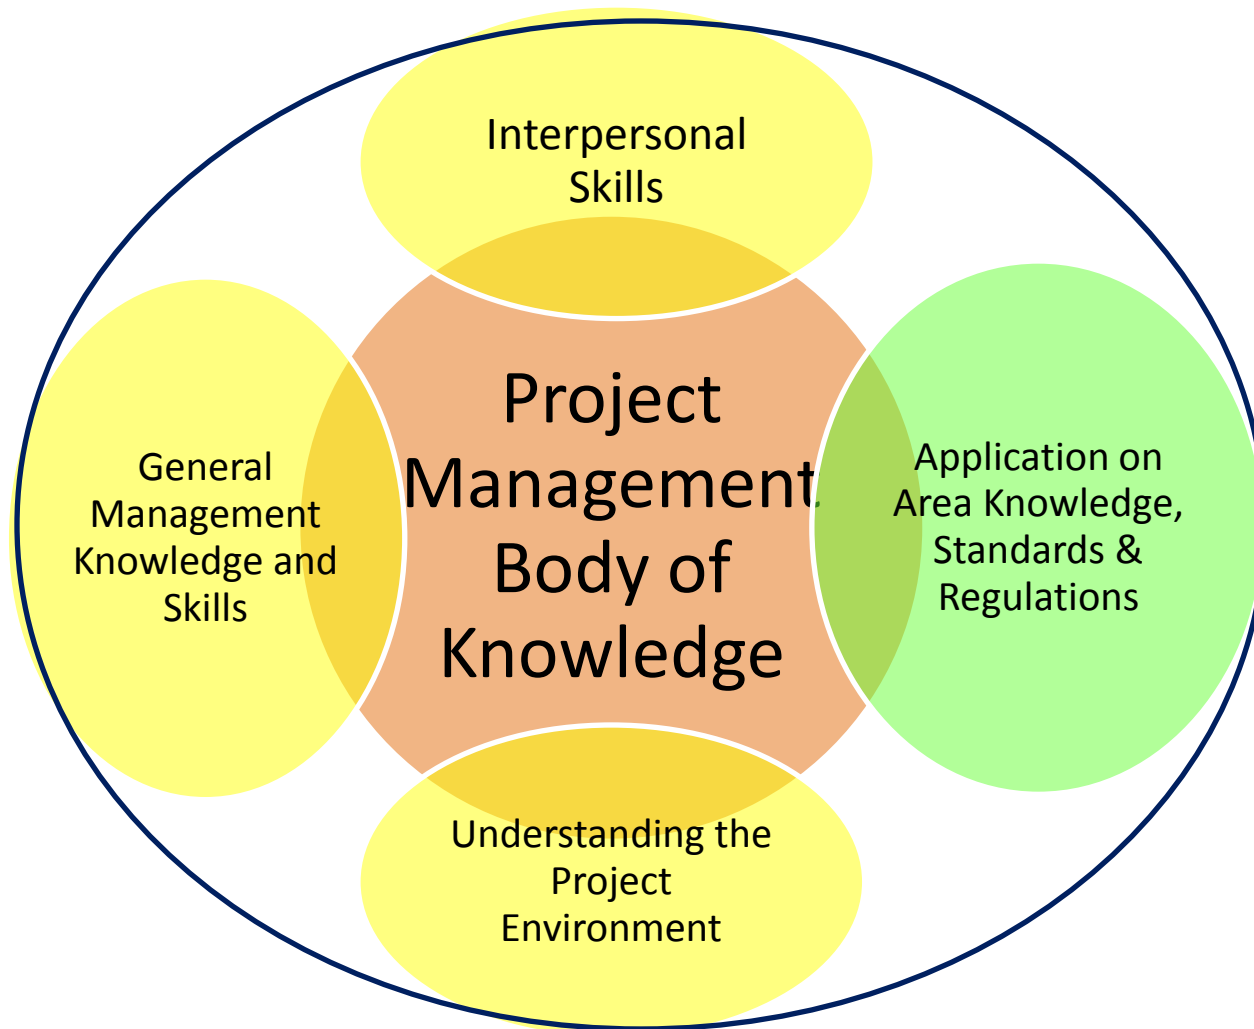 Interpersonal
Skills
General
Management
Knowledge and
Skills
Project
Management
Body of
Knowledge
Application on
Area Knowledge,
Standards &
Regulations
Understanding the
Project
Environment